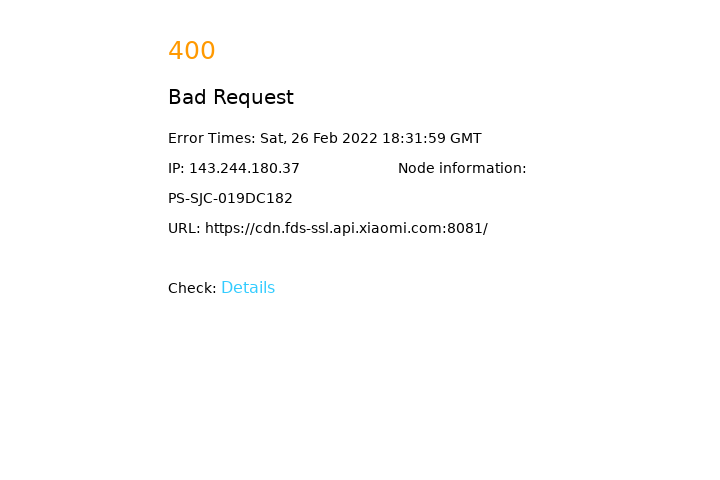 400
Bad Request
Error Times: Sat, 26 Feb 2022 18:31:59 GMT
IP: 143.244.180.37 Node information:
PS-SJC-019DC182
URL: https://cdn.fds-ssl.api.xiaomi.com:8081/
Check: Details